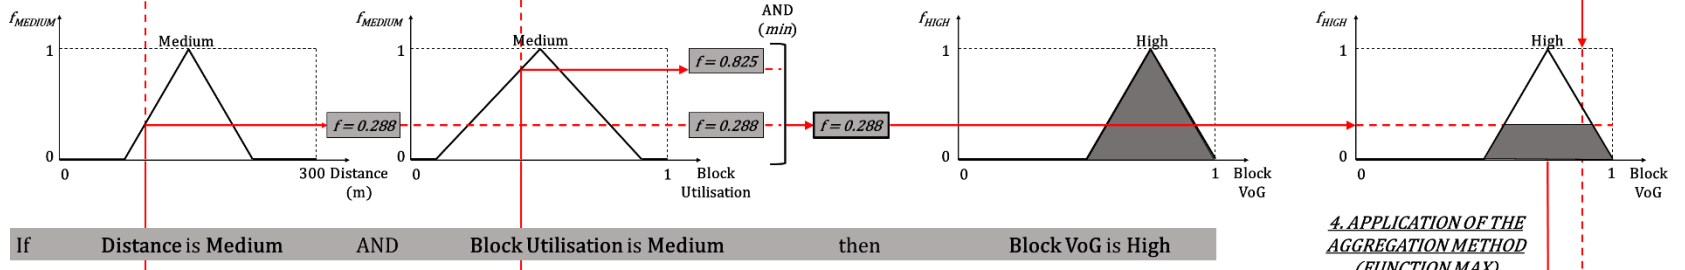 f_MEDIUM
1
Medium
0
0
300 Distance
(m)
f = 0.288
f_MEDIUM
1
Medium
0
0
1
Block
Utilisation
AND
(min)
f = 0.825
f = 0.288
f = 0.288
f_HIGH
1
High
0
0
1
Block
VoG
f_HIGH
1
High
0
0
1
Block
VoG
If Distance is Medium AND Block Utilisation is Medium then Block VoG is High
4. APPLICATION OF THE
AGGREGATION METHOD
(FUNCTION MAX)